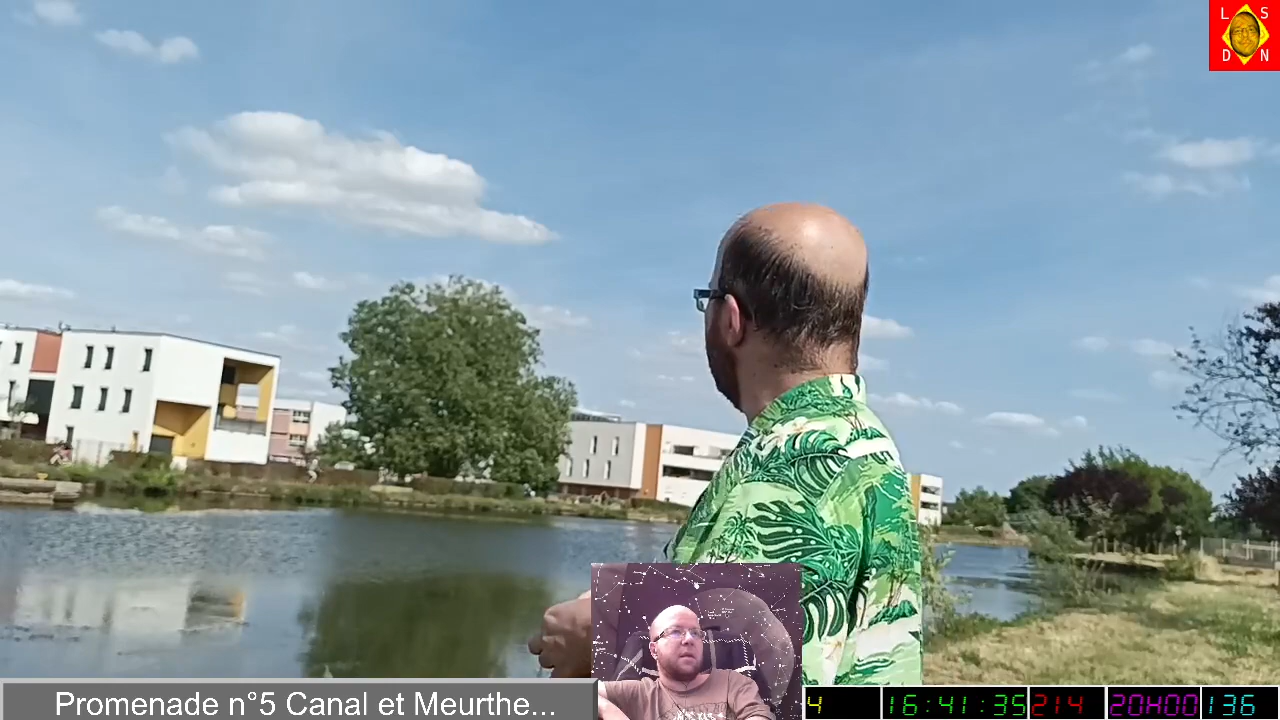 L S
D N
Promenade n°5 Canal et Meurthe...
4 16:41:35 214 20H00 136